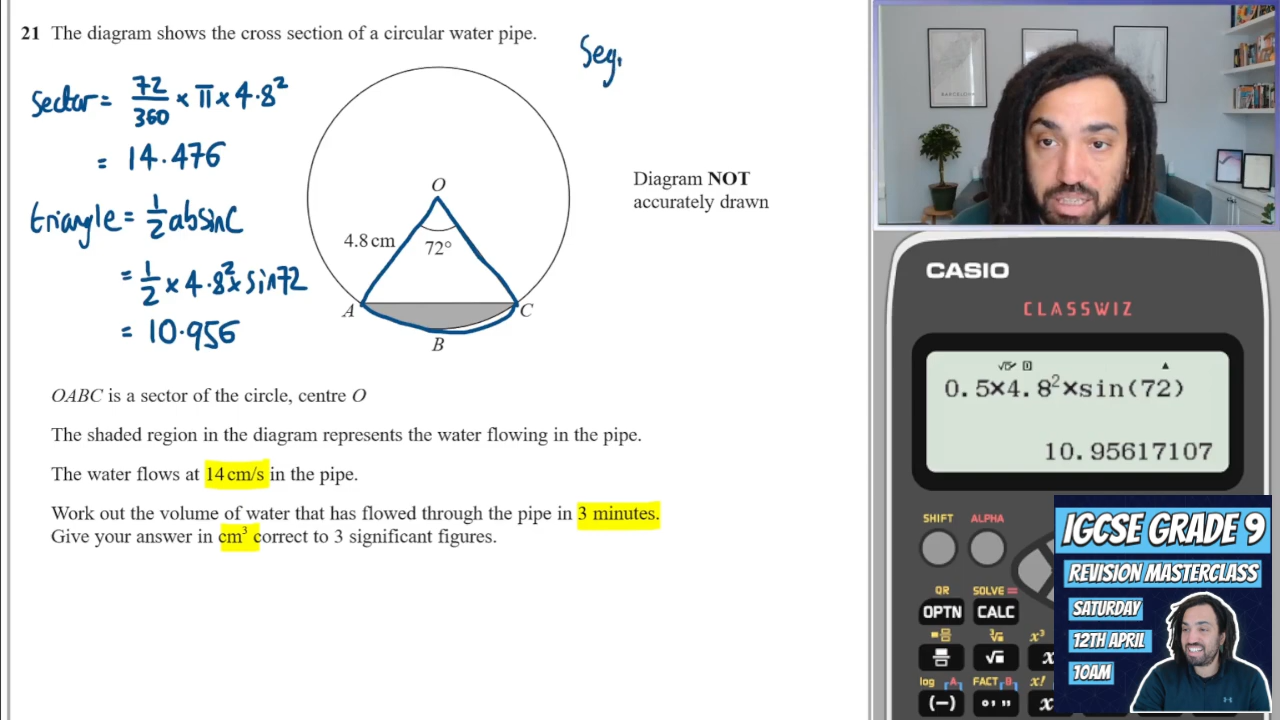 21 The diagram shows the cross section of a circular water pipe.
Seg.
Sector = 72/360 × π × 4.8²
= 14.476
triangle = 1/2 absinC
= 1/2 × 4.8² × sin72
= 10.956
O
4.8 cm
72°
A
C
B
Diagram NOT
accurately drawn
OABC is a sector of the circle, centre O
The shaded region in the diagram represents the water flowing in the pipe.
The water flows at 14 cm/s in the pipe.
Work out the volume of water that has flowed through the pipe in 3 minutes.
Give your answer in cm³ correct to 3 significant figures.
BARCELONA
CASIO
CLASSWIZ
√▱ D ▲
0.5×4.8²×sin(72)
10.95617107
SHIFT ALPHA
QR SOLVE =
OPTN CALC
x³
√▪ x
log A FACT B x!
(−) °’” x
IGCSE GRADE 9
REVISION MASTERCLASS
SATURDAY
12TH APRIL
10AM